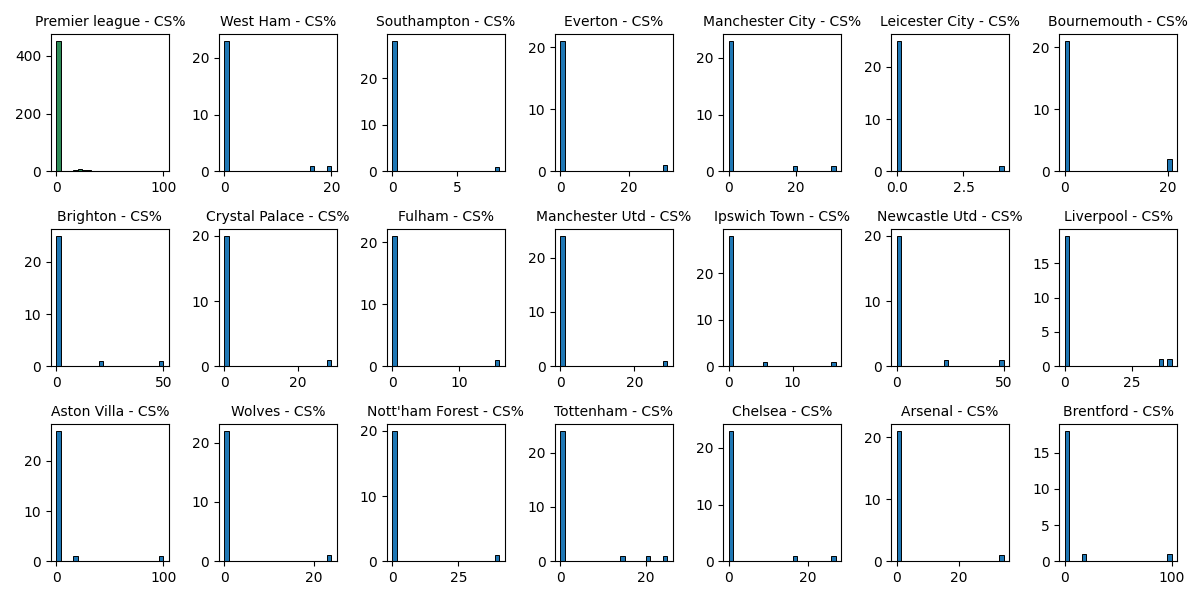 Premier league - CS% West Ham - CS% Southampton - CS% Everton - CS% Manchester City - CS% Leicester City - CS% Bournemouth - CS%
400 20 20 20 20 20 20
200 10 10 10 10 10 10
0 0 0 0 0 0 0
0 100 0 20 0 5 0 20 0 20 0.0 2.5 0 20
Brighton - CS% Crystal Palace - CS% Fulham - CS% Manchester Utd - CS% Ipswich Town - CS% Newcastle Utd - CS% Liverpool - CS%
20 20 20 20 20 20 15
10 10 10 10 10 10 10
5
0 0 0 0 0 0 0
0 50 0 20 0 10 0 20 0 10 0 50 0 25
Aston Villa - CS% Wolves - CS% Nott'ham Forest - CS% Tottenham - CS% Chelsea - CS% Arsenal - CS% Brentford - CS%
20 20 20 20 20 20 15
10 10 10 10 10 10 10
5
0 0 0 0 0 0 0
0 100 0 20 0 25 0 20 0 20 0 20 0 100